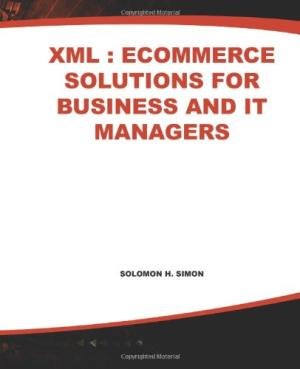 Copyrighted Material
XML : ECOMMERCE
SOLUTIONS FOR
BUSINESS AND IT
MANAGERS
SOLOMON H. SIMON
Copyrighted Material